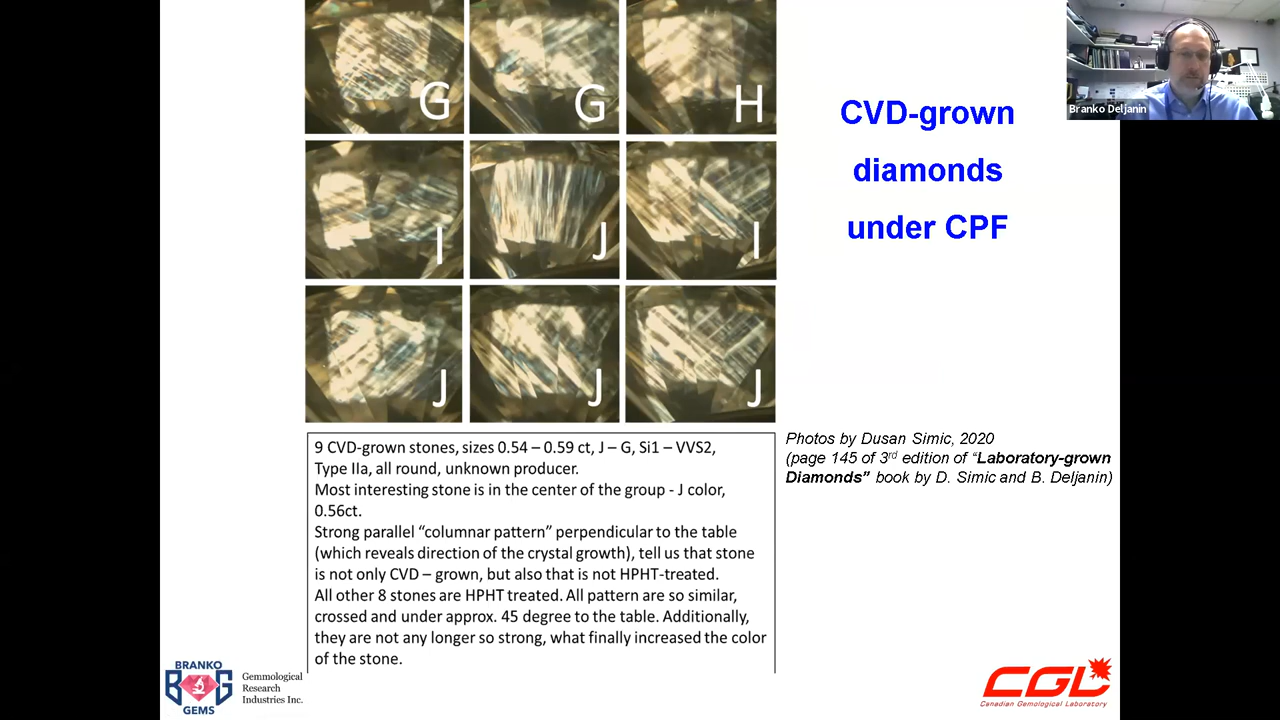 G
G
H
I
J
I
J
J
J
CVD-grown
diamonds
under CPF
Branko Deljanin
9 CVD-grown stones, sizes 0.54 – 0.59 ct, J – G, Si1 – VVS2,
Type IIa, all round, unknown producer.
Most interesting stone is in the center of the group - J color,
0.56ct.
Strong parallel “columnar pattern” perpendicular to the table
(which reveals direction of the crystal growth), tell us that stone
is not only CVD – grown, but also that is not HPHT-treated.
All other 8 stones are HPHT treated. All pattern are so similar,
crossed and under approx. 45 degree to the table. Additionally,
they are not any longer so strong, what finally increased the color
of the stone.
Photos by Dusan Simic, 2020
(page 145 of 3rd edition of “Laboratory-grown
Diamonds” book by D. Simic and B. Deljanin)
BRANKO
BG
GEMS
Gemmological
Research
Industries Inc.
CGL
Canadian Gemological Laboratory